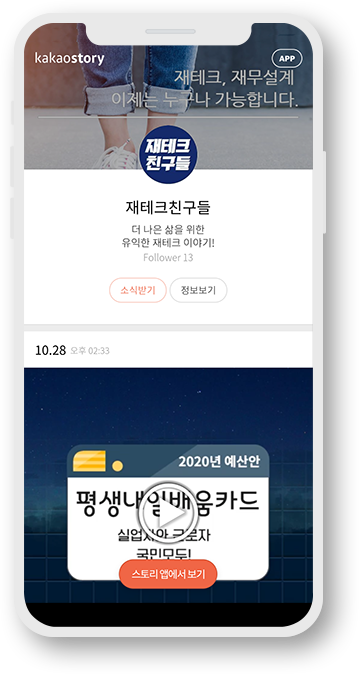 kakaostory
APP
재테크, 재무설계
이제는 누구나 가능합니다.
재테크
친구들
재테크친구들
더 나은 삶을 위한
유익한 재테크 이야기!
Follower 13
소식받기
정보보기
10.28 오후 02:33
2020년 예산안
평생내일배움카드
실업자와 근로자
국민모두!
스토리 앱에서 보기